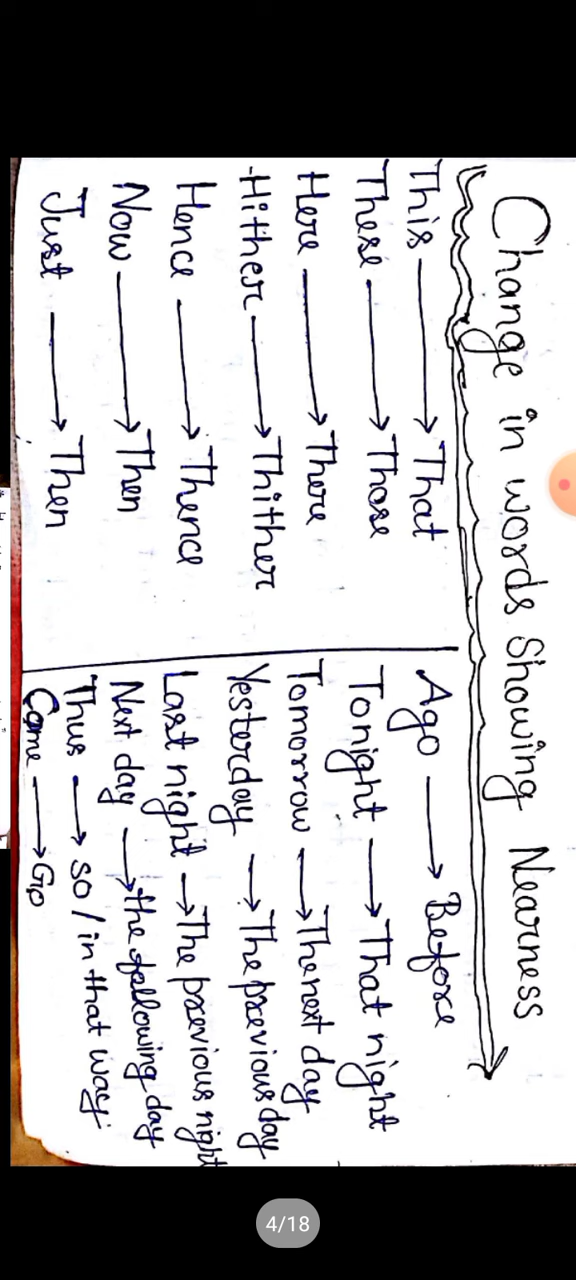 Change in words Showing Nearness
This → That
These → Those
Here → There
Hither → Thither
Hence → Thence
Now → Then
Just → Then
Ago → Before
Tonight → That night
Tomorrow → The next day
Yesterday → The previous day
Last night → The previous night
Next day → the following day
Thus → so / in that way
Come → Go
4/18